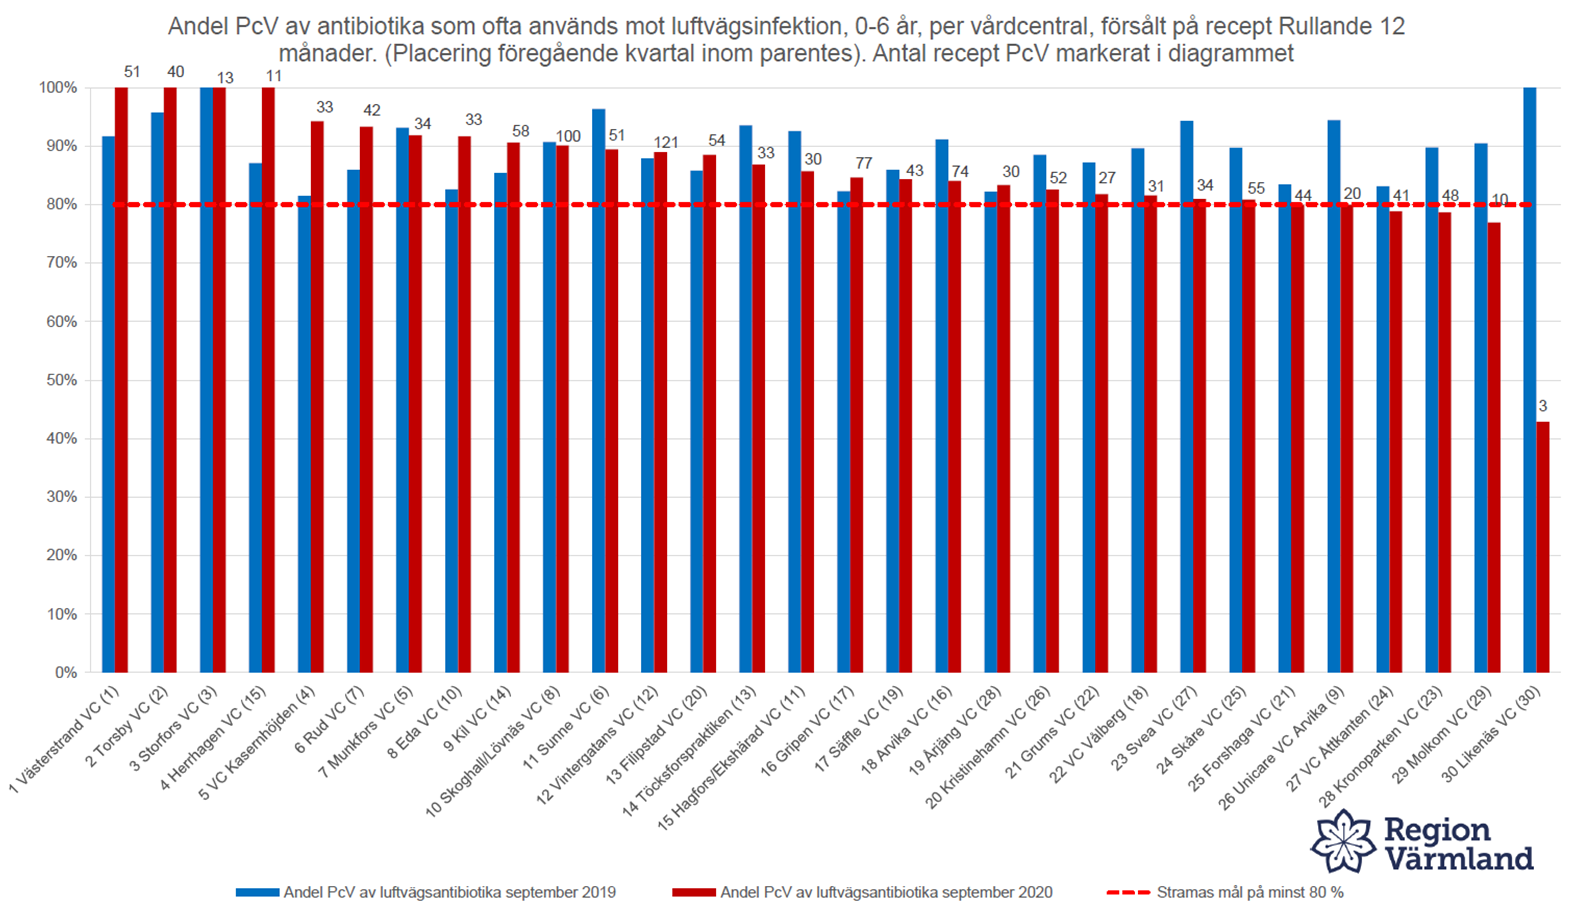 Andel PcV av antibiotika som ofta används mot luftvägsinfektion, 0-6 år, per vårdcentral, försålt på recept Rullande 12
månader. (Placering föregående kvartal inom parentes). Antal recept PcV markerat i diagrammet
100%
90%
80%
70%
60%
50%
40%
30%
20%
10%
0%
51
40
13
11
33
42
34
33
58
100
51
121
54
33
30
77
43
74
30
52
27
31
34
55
44
20
41
48
10
3
1 Västerstrand VC (1)
2 Torsby VC (2)
3 Storfors VC (3)
4 Herrhagen VC (15)
5 VC Kasernhöjden (4)
6 Rud VC (7)
7 Munkfors VC (5)
8 Eda VC (10)
9 Kil VC (14)
10 Skoghall/Lövnäs VC (8)
11 Sunne VC (6)
12 Vintergatans VC (12)
13 Filipstad VC (20)
14 Töcksforspraktiken (13)
15 Hagfors/Ekshärad VC (11)
16 Gripen VC (17)
17 Säffle VC (19)
18 Arvika VC (16)
19 Årjäng VC (28)
20 Kristinehamn VC (26)
21 Grums VC (22)
22 VC Vålberg (18)
23 Svea VC (27)
24 Skåre VC (25)
25 Forshaga VC (21)
26 Unicare VC Arvika (9)
27 VC Åttkanten (24)
28 Kronoparken VC (23)
29 Molkom VC (29)
30 Likenäs VC (30)
Region
Värmland
Andel PcV av luftvägsantibiotika september 2019
Andel PcV av luftvägsantibiotika september 2020
Stramas mål på minst 80 %